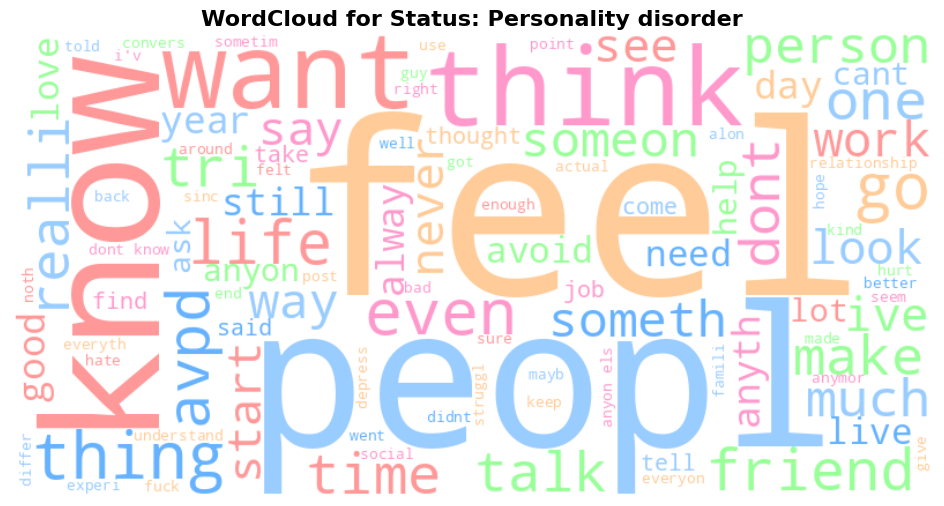 WordCloud for Status: Personality disorder
told
convers
sometim
i'v
love
want
use
guy
right
think
point
see
person
cant
day
one
know
realli
year
say
around
tri
take
felt
well
thought
got
never
someon
actual
alon
work
relationship
go
back
sinc
still
feel
enough
come
help
dont
hope
kind
look
dont know
ask
life
alway
avoid
need
hurt
better
seem
noth
find
anyon
end
post
way
bad
job
lot
ive
good
everyth
hate
avpd
said
even
sure
someth
made
make
start
depress
struggl
peopl
mayb
keep
anyon els
famili
anyth
anymor
much
differ
thing
understand
didnt
went
live
experi
fuck
time
social
talk
tell
everyon
friend
give